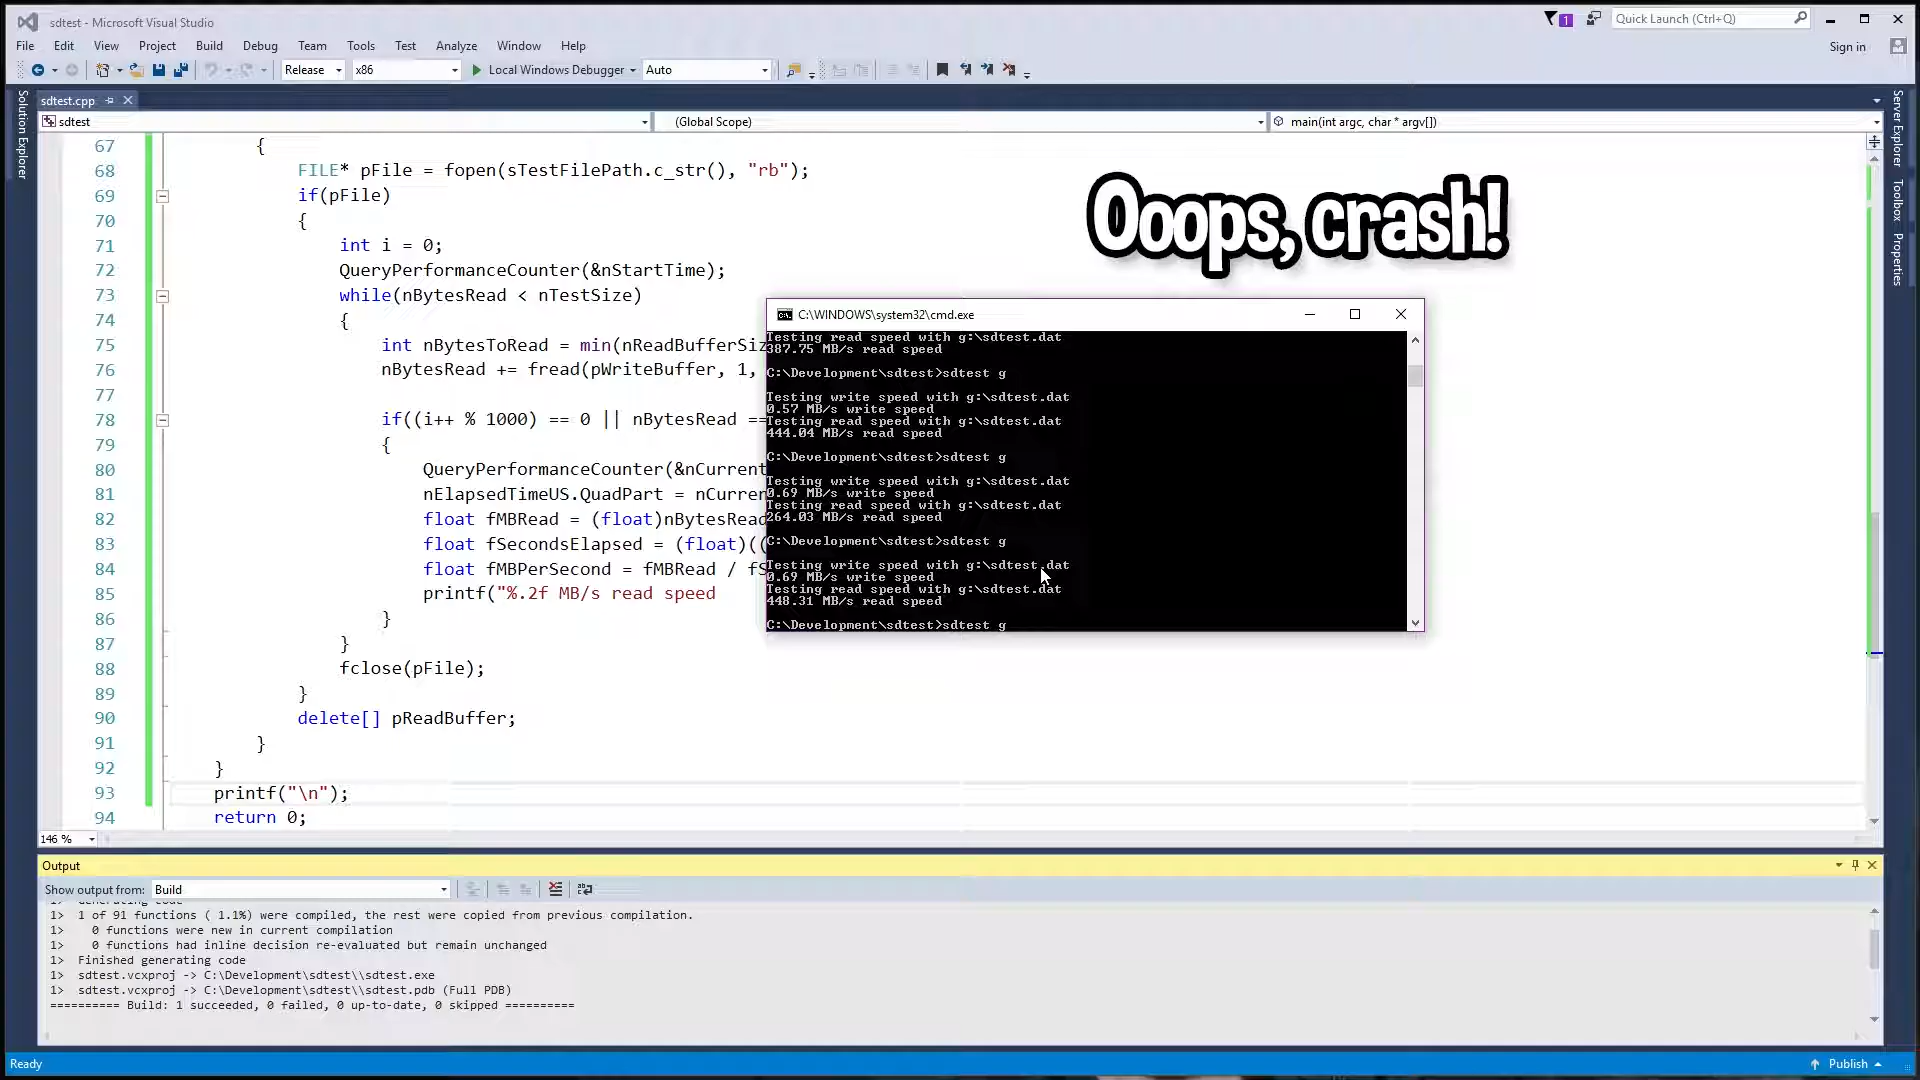 sdtest - Microsoft Visual Studio
1
Quick Launch (Ctrl+Q)
File Edit View Project Build Debug Team Tools Test Analyze Window Help
Sign in
Release x86 Local Windows Debugger Auto
Solution Explorer
Server Explorer
Toolbox
Properties
sdtest.cpp
sdtest (Global Scope) main(int argc, char * argv[])
67 {
68 FILE* pFile = fopen(sTestFilePath.c_str(), "rb");
69 if(pFile)
70 {
71 int i = 0;
72 QueryPerformanceCounter(&nStartTime);
73 while(nBytesRead < nTestSize)
74 {
75 int nBytesToRead = min(nReadBufferSiz
76 nBytesRead += fread(pWriteBuffer, 1,
77
78 if((i++ % 1000) == 0 || nBytesRead ==
79 {
80 QueryPerformanceCounter(&nCurrent
81 nElapsedTimeUS.QuadPart = nCurren
82 float fMBRead = (float)nBytesRead
83 float fSecondsElapsed = (float)((
84 float fMBPerSecond = fMBRead / fS
85 printf("%.2f MB/s read speed
86 }
87 }
88 fclose(pFile);
89 }
90 delete[] pReadBuffer;
91 }
92 }
93 printf("\n");
94 return 0;
Ooops, crash!
C:\WINDOWS\system32\cmd.exe
Testing read speed with g:\sdtest.dat
387.75 MB/s read speed
C:\Development\sdtest>sdtest g
Testing write speed with g:\sdtest.dat
0.57 MB/s write speed
Testing read speed with g:\sdtest.dat
444.04 MB/s read speed
C:\Development\sdtest>sdtest g
Testing write speed with g:\sdtest.dat
0.69 MB/s write speed
Testing read speed with g:\sdtest.dat
264.03 MB/s read speed
C:\Development\sdtest>sdtest g
Testing write speed with g:\sdtest.dat
0.69 MB/s write speed
Testing read speed with g:\sdtest.dat
448.31 MB/s read speed
C:\Development\sdtest>sdtest g
146 %
Output
Show output from: Build
1> Generating code
1> 1 of 91 functions ( 1.1%) were compiled, the rest were copied from previous compilation.
1> 0 functions were new in current compilation
1> 0 functions had inline decision re-evaluated but remain unchanged
1> Finished generating code
1> sdtest.vcxproj -> C:\Development\sdtest\\sdtest.exe
1> sdtest.vcxproj -> C:\Development\sdtest\\sdtest.pdb (Full PDB)
========== Build: 1 succeeded, 0 failed, 0 up-to-date, 0 skipped ==========
Ready
Publish